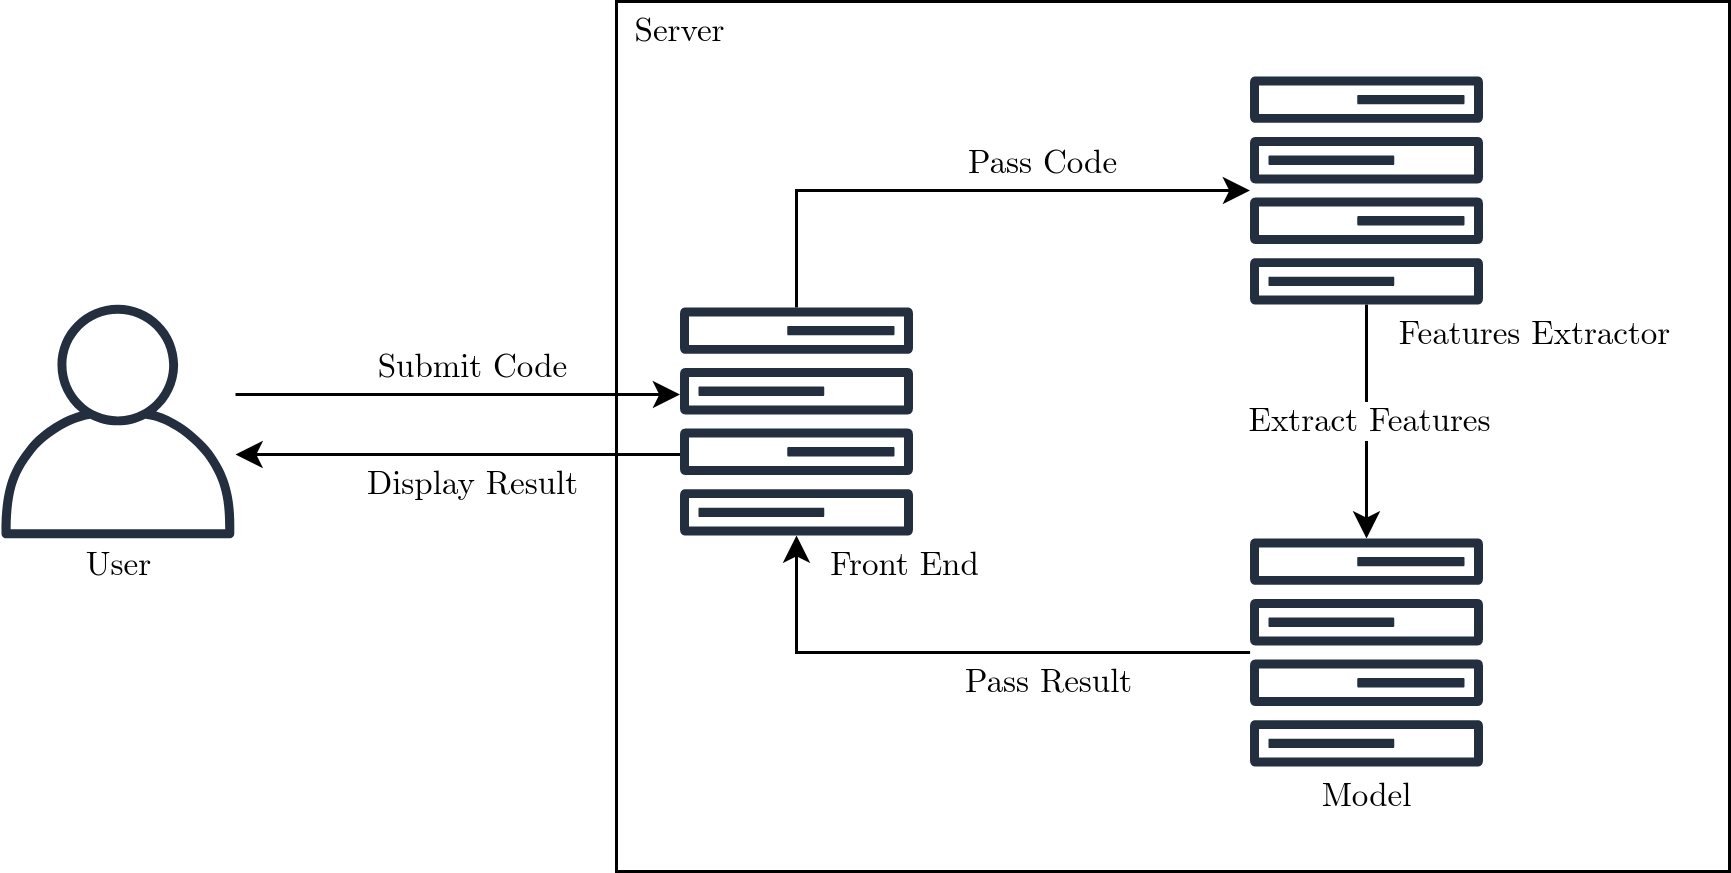 Server
Pass Code
Features Extractor
Submit Code
Extract Features
Display Result
User
Front End
Pass Result
Model